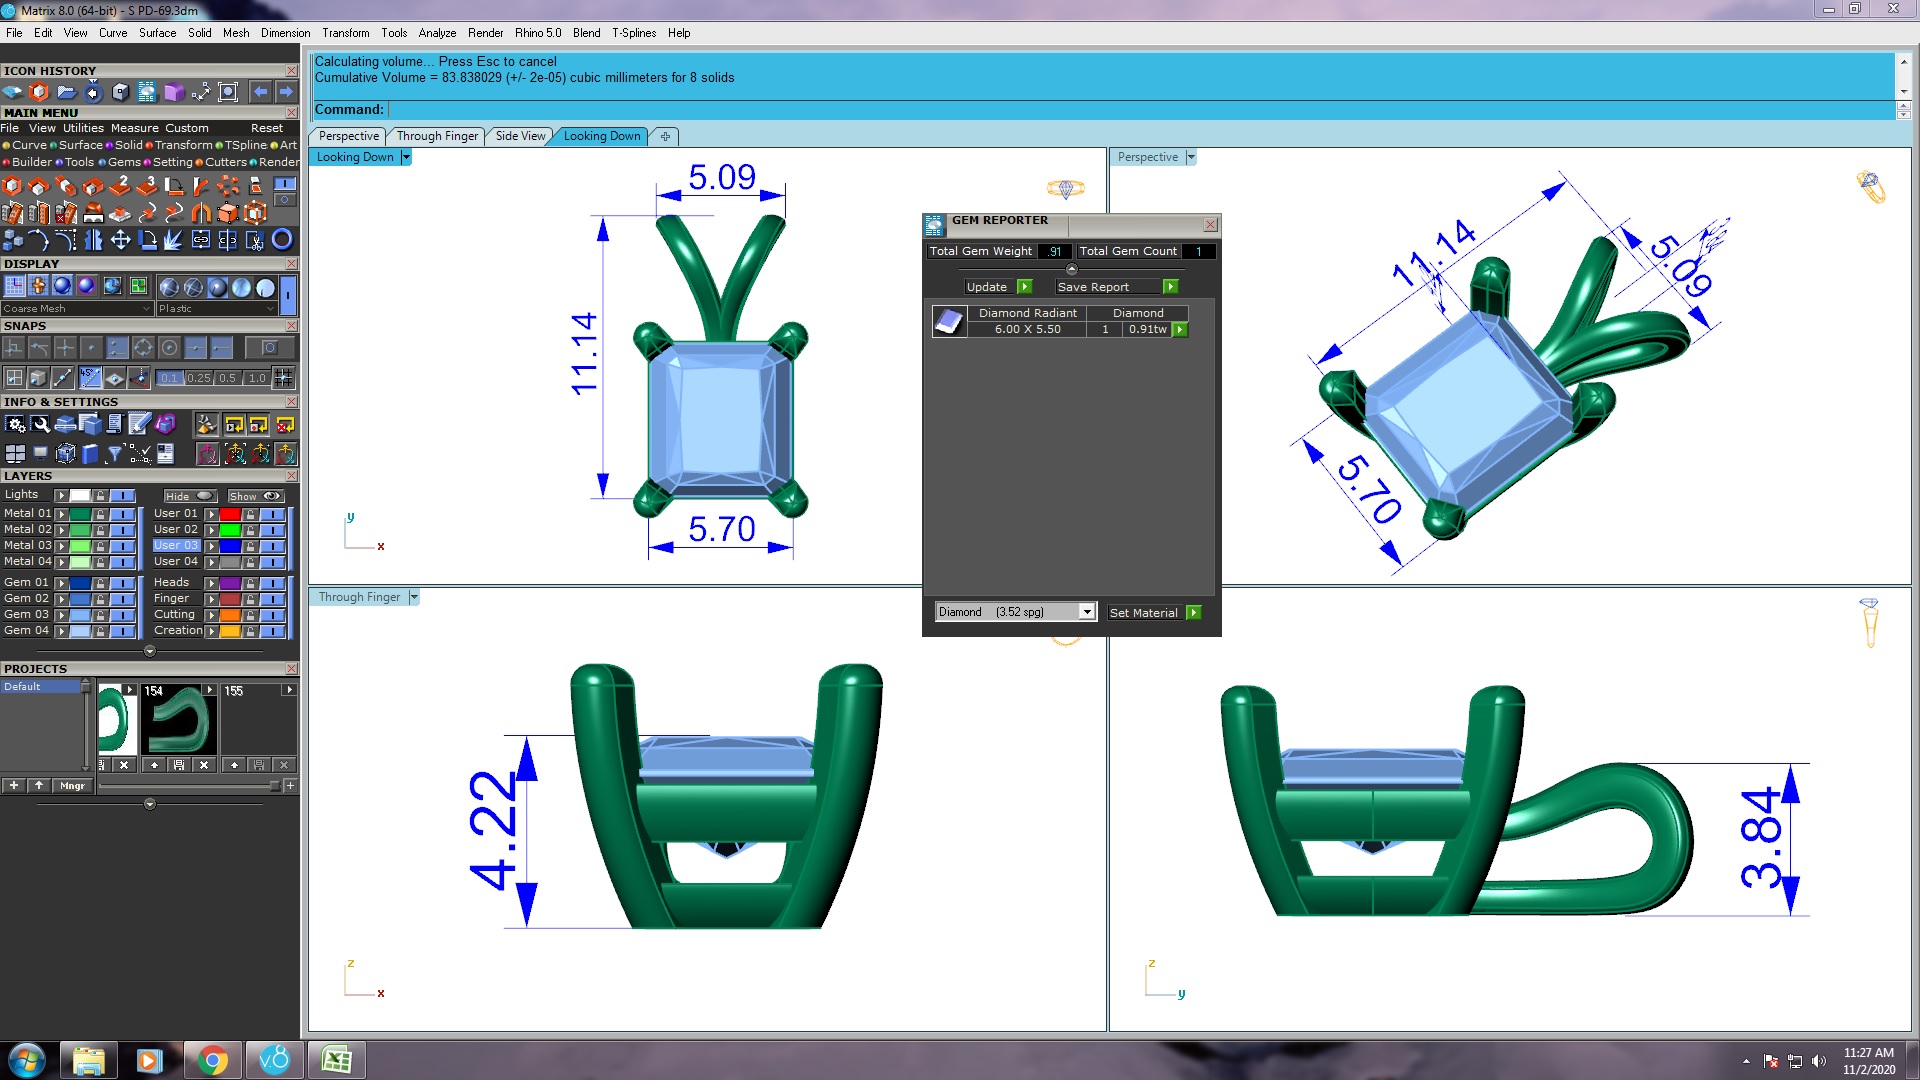 Matrix 8.0 (64-bit) - S PD-69.3dm
File Edit View Curve Surface Solid Mesh Dimension Transform Tools Analyze Render Rhino 5.0 Blend T-Splines Help
ICON HISTORY
MAIN MENU
File View Utilities Measure Custom Reset
Curve Surface Solid Transform TSpline Art
Builder Tools Gems Setting Cutters Render
2 3
DISPLAY
Coarse Mesh Plastic
SNAPS
45° 0.1 0.25 0.5 1.0
INFO & SETTINGS
LAYERS
Lights Hide Show
Metal 01 User 01
Metal 02 User 02
Metal 03 User 03
Metal 04 User 04
Gem 01 Heads
Gem 02 Finger
Gem 03 Cutting
Gem 04 Creation
PROJECTS
Default
154 155
Mngr
Calculating volume... Press Esc to cancel
Cumulative Volume = 83.838029 (+/- 2e-05) cubic millimeters for 8 solids
Command:
Perspective Through Finger Side View Looking Down
Looking Down
5.09
11.14
5.70
y
x
Perspective
11.14
5.09
5.70
GEM REPORTER
Total Gem Weight .91 Total Gem Count 1
Update Save Report
Diamond Radiant Diamond
6.00 X 5.50 1 0.91tw
Diamond (3.52 spg) Set Material
Through Finger
4.22
z
x
3.84
z
y
v8
11:27 AM
11/2/2020